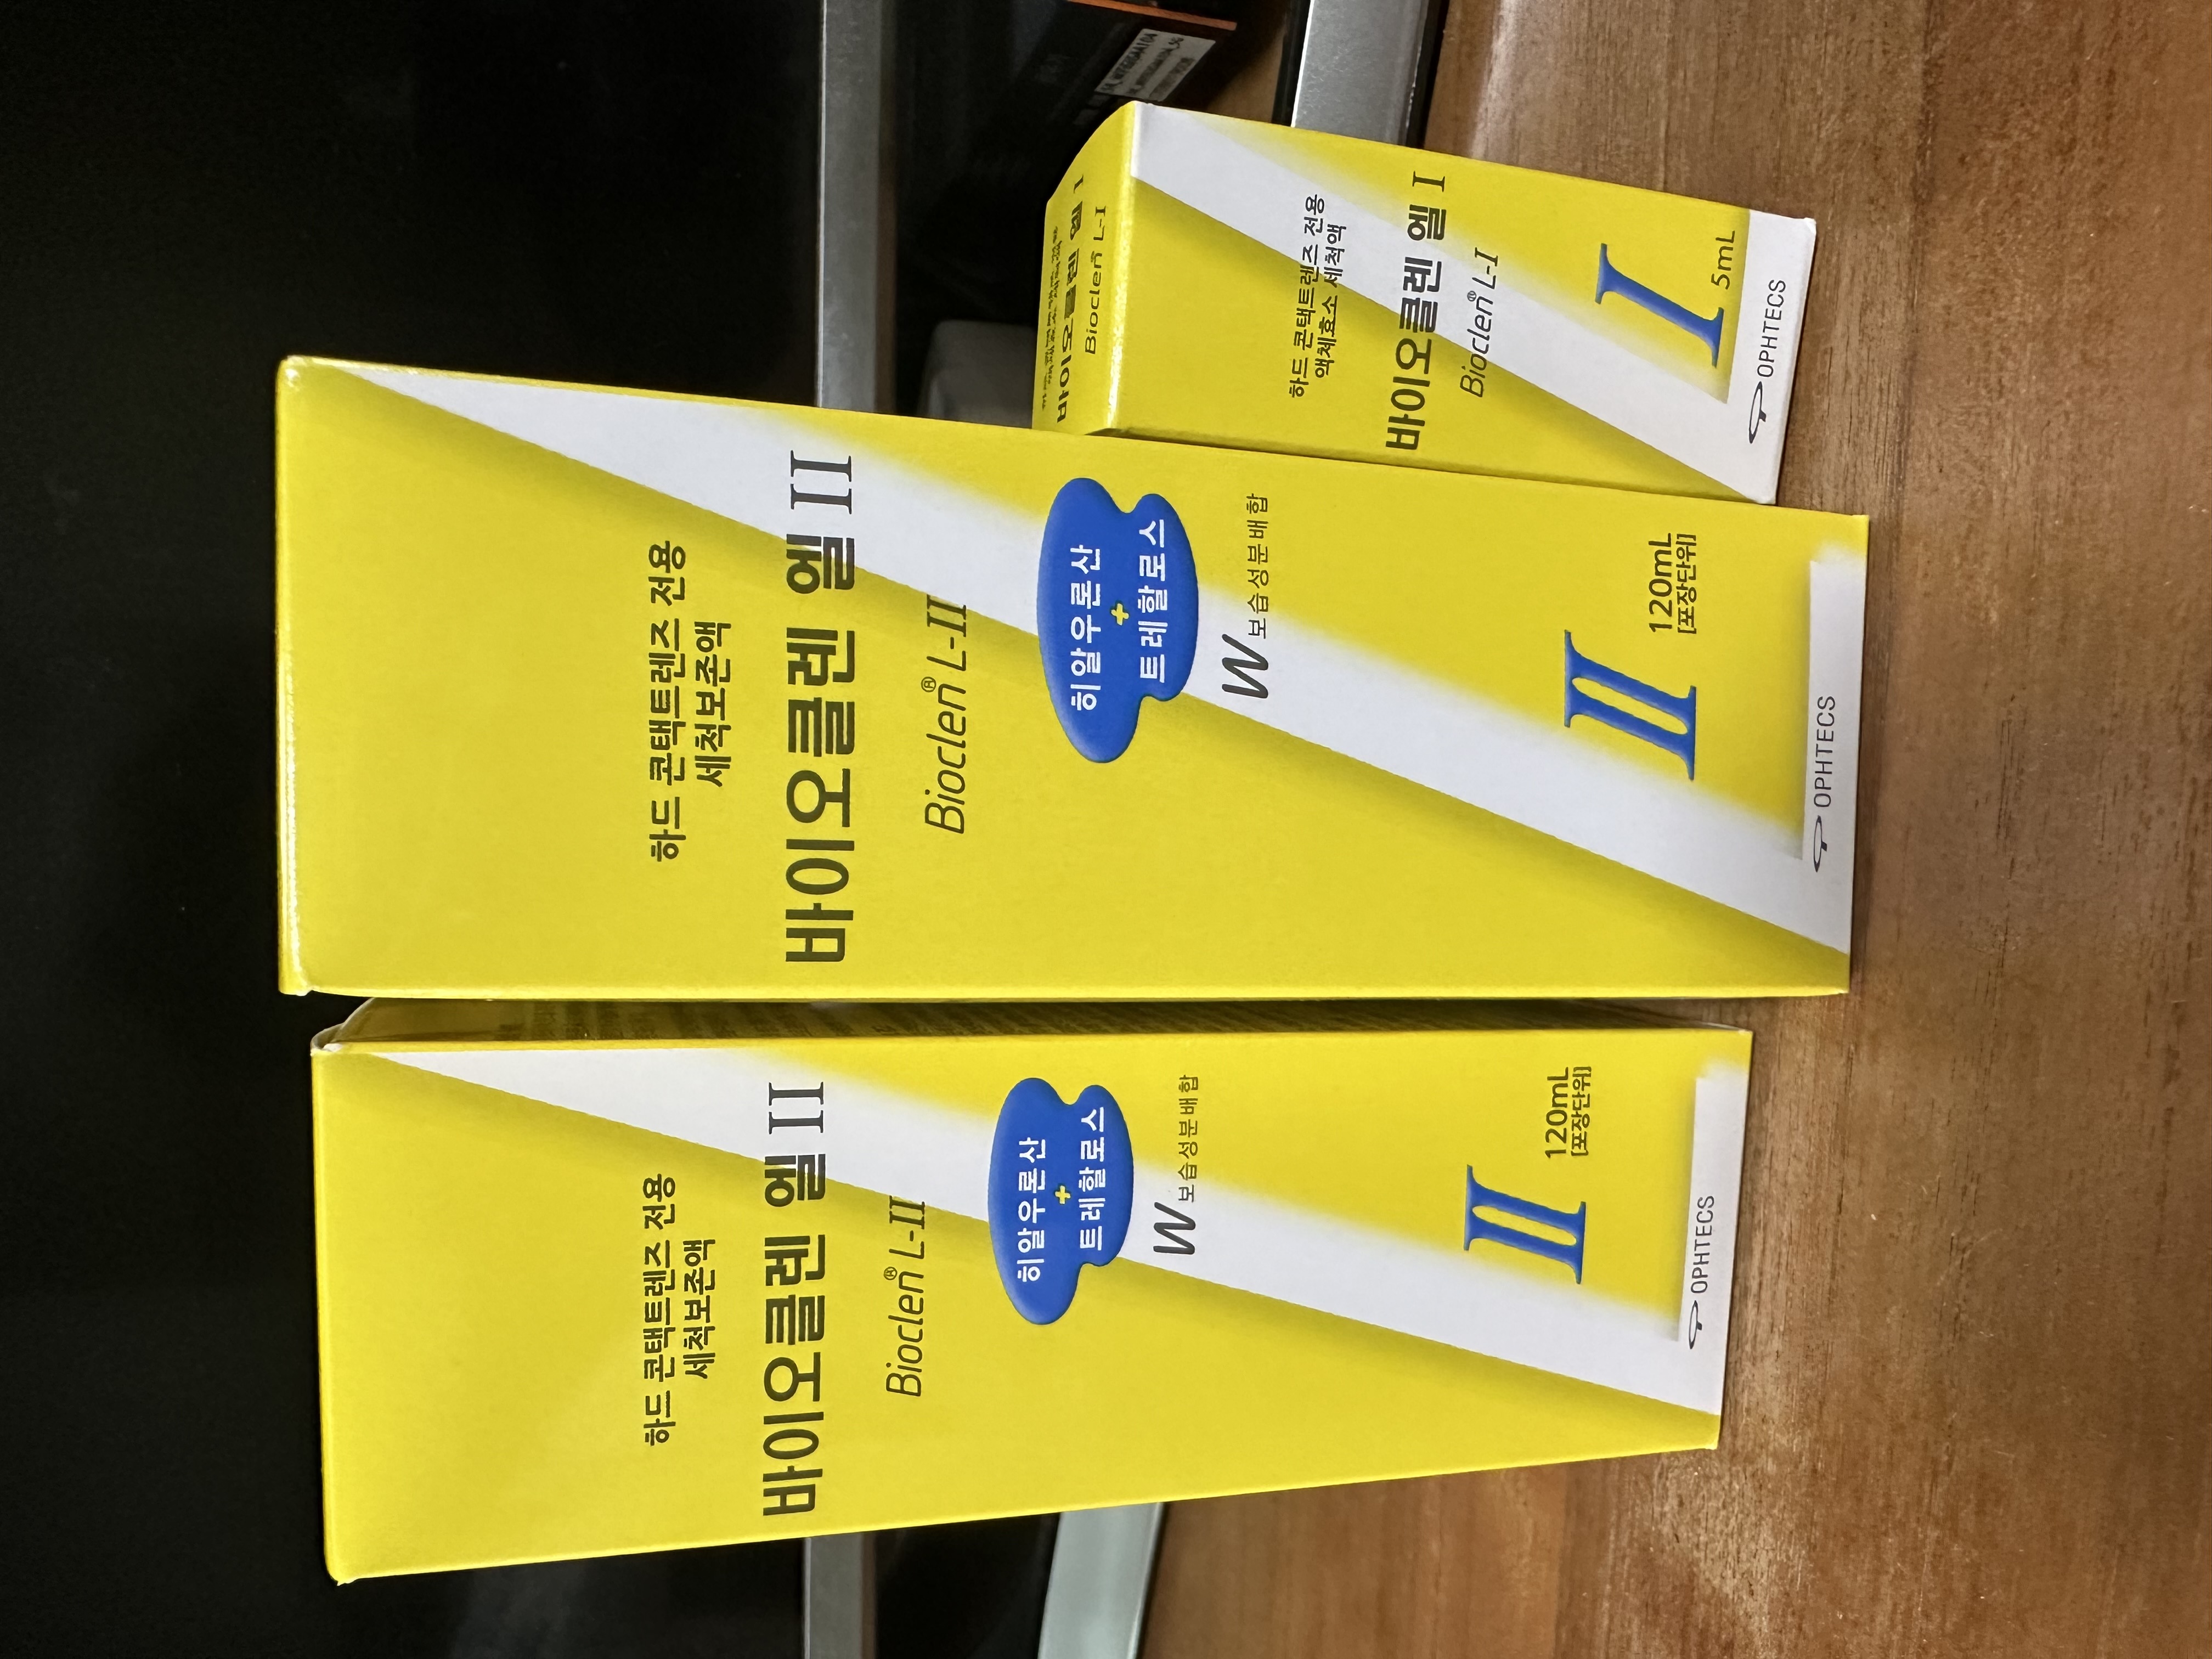 하드 콘택트렌즈 전용
세척보존액
바이오클렌 엘 II
Bioclen® L-II
히알우론산
+
트레할로스
W 보습성분배합
II
120mL
[포장단위]
OPHTECS
하드 콘택트렌즈 전용
세척보존액
바이오클렌 엘 II
Bioclen® L-II
히알우론산
+
트레할로스
W 보습성분배합
II
120mL
[포장단위]
OPHTECS
바이오클렌 엘 I
Bioclen® L-I
하드 콘택트렌즈 전용
액체효소 세척액
바이오클렌 엘 I
Bioclen® L-I
I
5mL
OPHTECS